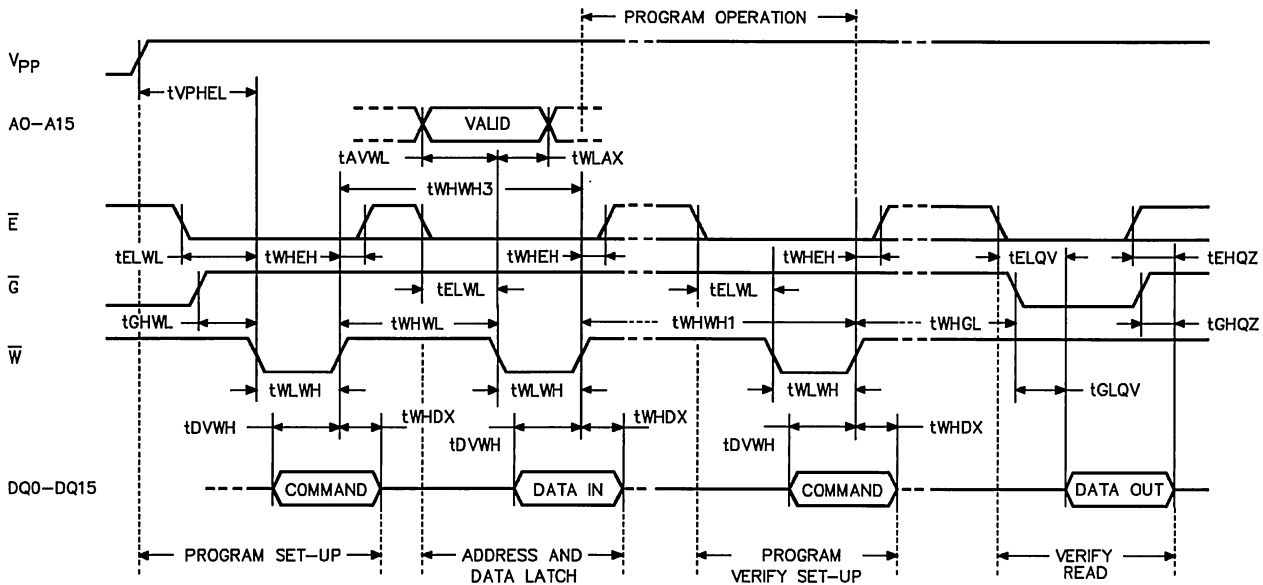 PROGRAM OPERATION
VPP
tVPHEL
A0-A15
VALID
tAVWL
tWLAX
tWHWH3
E
tELWL
tWHEH
tWHEH
tWHEH
tELQV
tEHQZ
G
tELWL
tELWL
tGHWL
tWHWL
tWHWH1
tWHGL
tGHQZ
W
tWLWH
tWLWH
tWLWH
tGLQV
tDVWH
tWHDX
tWHDX
tDVWH
tDVWH
tWHDX
DQ0-DQ15
COMMAND
DATA IN
COMMAND
DATA OUT
PROGRAM SET-UP
ADDRESS AND
DATA LATCH
PROGRAM
VERIFY SET-UP
VERIFY
READ